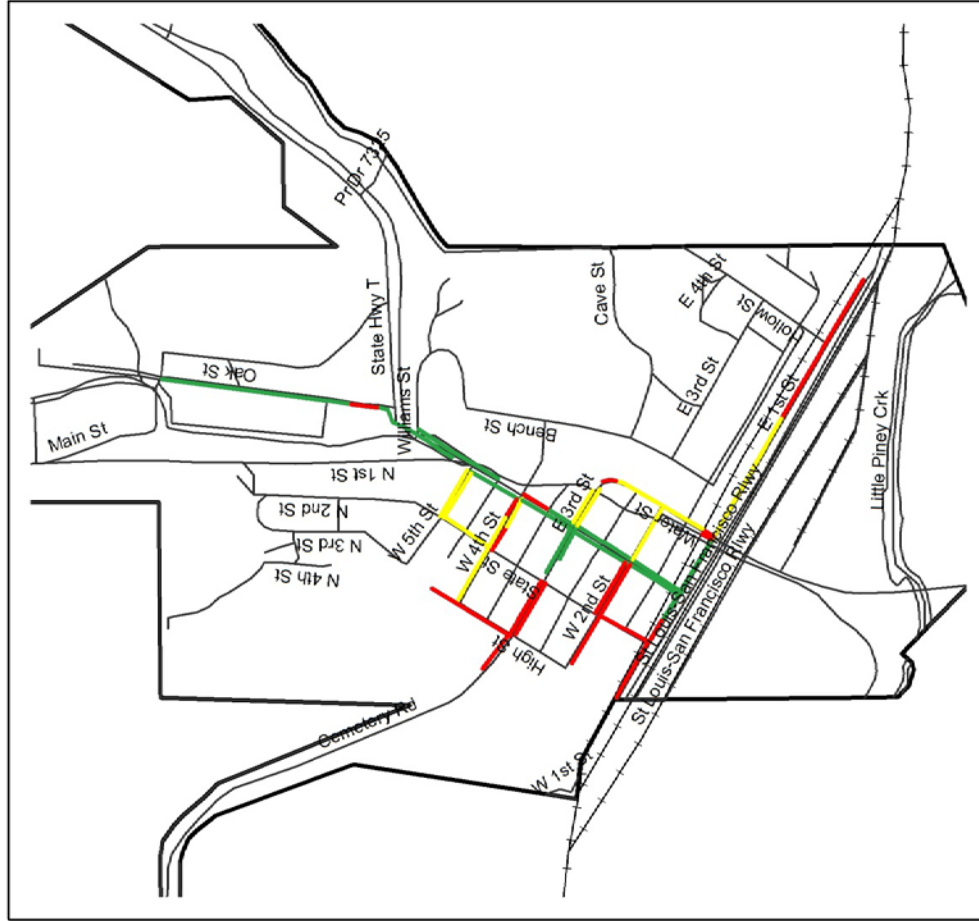 Pr Dr 7335
State Hwy T
Oak St
Main St
Williams St
Cave St
E 4th St
Hollow St
E 3rd St
Bench St
N 1st St
N 2nd St
N 3rd St
N 4th St
W 5th St
W 4th St
E 3rd St
State St
Water St
W 2nd St
High St
E 1st St
Little Piney Crk
St Louis-San Francisco Rlwy
St Louis-San Francisco Rlwy
Cemetery Rd
W 1st St